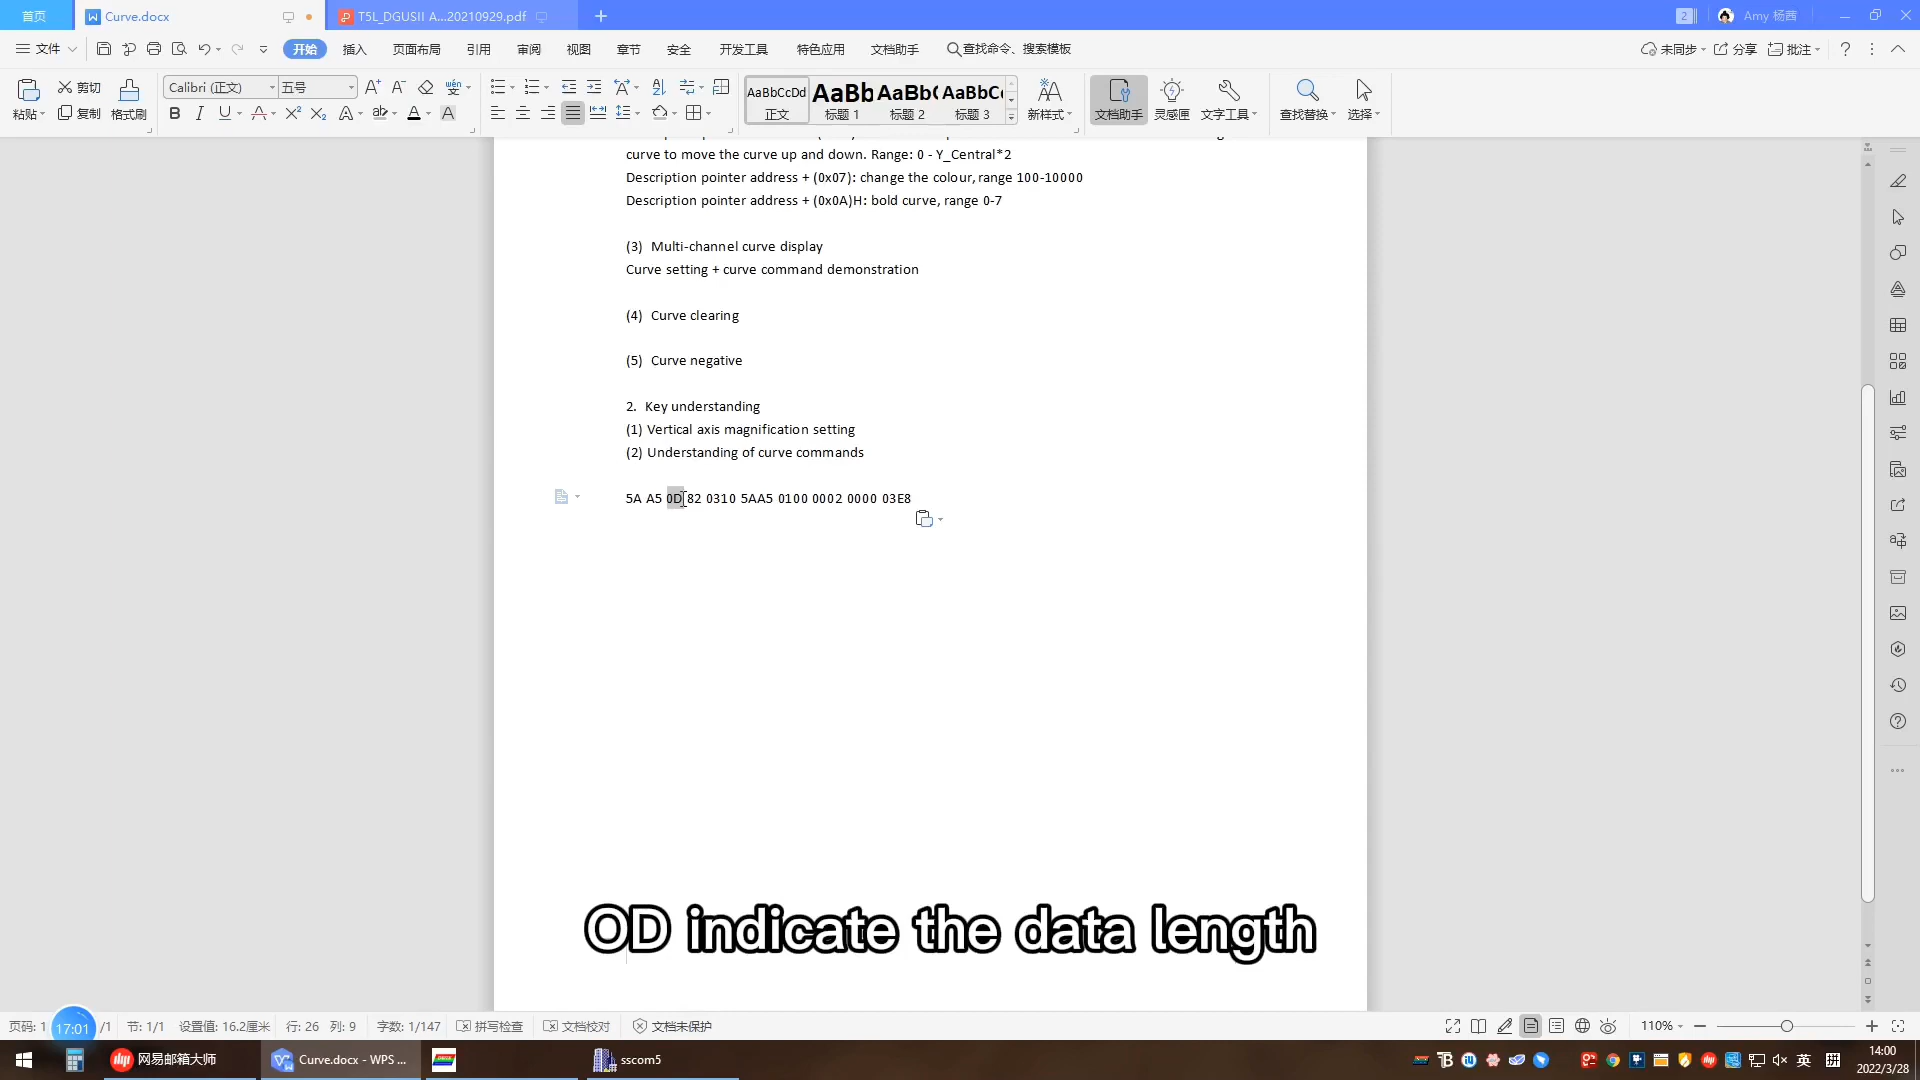 首页
Curve.docx
T5L_DGUSII A...20210929.pdf
2
Amy 杨茜
文件
开始
插入
页面布局
引用
审阅
视图
章节
安全
开发工具
特色应用
文档助手
查找命令、搜索模板
未同步
分享
批注
粘贴
剪切
复制
格式刷
Calibri (正文)
五号
AaBbCcDd
正文
AaBb
标题 1
AaBb(
标题 2
AaBbC
标题 3
新样式
文档助手
灵感匣
文字工具
查找替换
选择
curve to move the curve up and down. Range: 0 - Y_Central*2
Description pointer address + (0x07): change the colour, range 100-10000
Description pointer address + (0x0A)H: bold curve, range 0-7
(3) Multi-channel curve display
Curve setting + curve command demonstration
(4) Curve clearing
(5) Curve negative
2. Key understanding
(1) Vertical axis magnification setting
(2) Understanding of curve commands
5A A5 0D 82 0310 5AA5 0100 0002 0000 03E8
OD indicate the data length
页码: 1
17:01
/1
节: 1/1
设置值: 16.2厘米
行: 26
列: 9
字数: 1/147
拼写检查
文档校对
文档未保护
110%
网易邮箱大师
Curve.docx - WPS ...
sscom5
英
14:00
2022/3/28